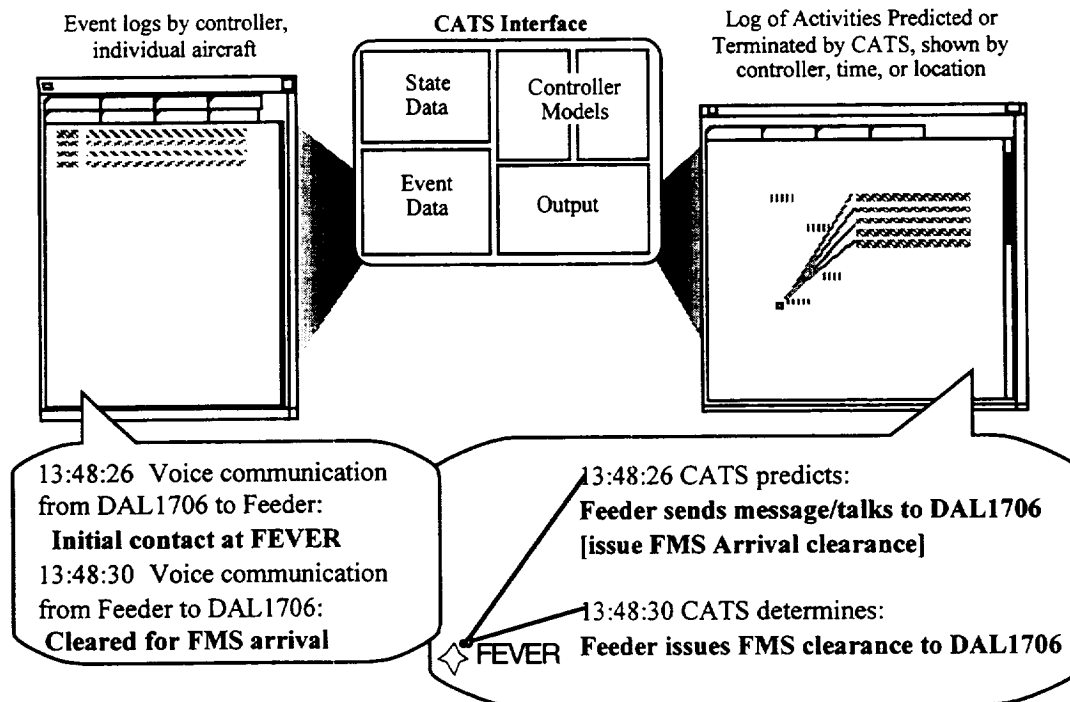 Event logs by controller,
individual aircraft
CATS Interface
State
Data
Controller
Models
Event
Data
Output
Log of Activities Predicted or
Terminated by CATS, shown by
controller, time, or location
13:48:26 Voice communication
from DAL1706 to Feeder:
Initial contact at FEVER
13:48:30 Voice communication
from Feeder to DAL1706:
Cleared for FMS arrival
13:48:26 CATS predicts:
Feeder sends message/talks to DAL1706
[issue FMS Arrival clearance]
13:48:30 CATS determines:
Feeder issues FMS clearance to DAL1706
FEVER